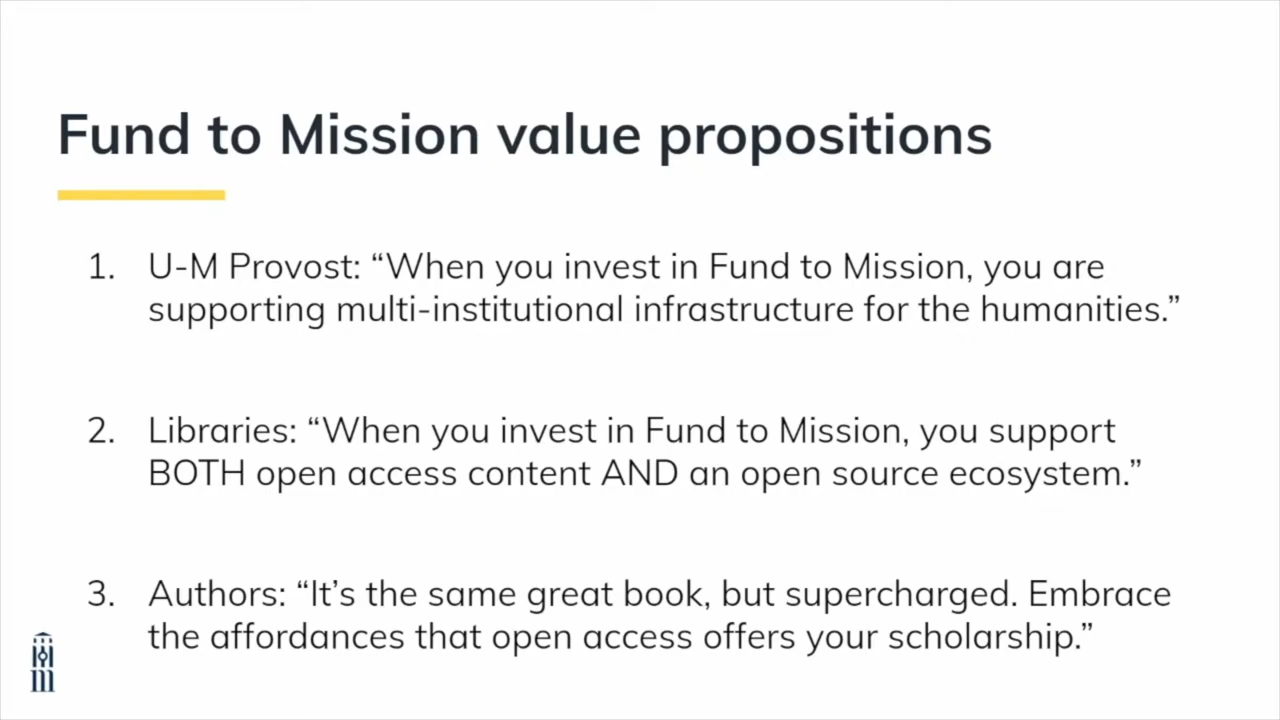 Fund to Mission value propositions
1. U-M Provost: “When you invest in Fund to Mission, you are
supporting multi-institutional infrastructure for the humanities.”
2. Libraries: “When you invest in Fund to Mission, you support
BOTH open access content AND an open source ecosystem.”
3. Authors: “It’s the same great book, but supercharged. Embrace
the affordances that open access offers your scholarship.”